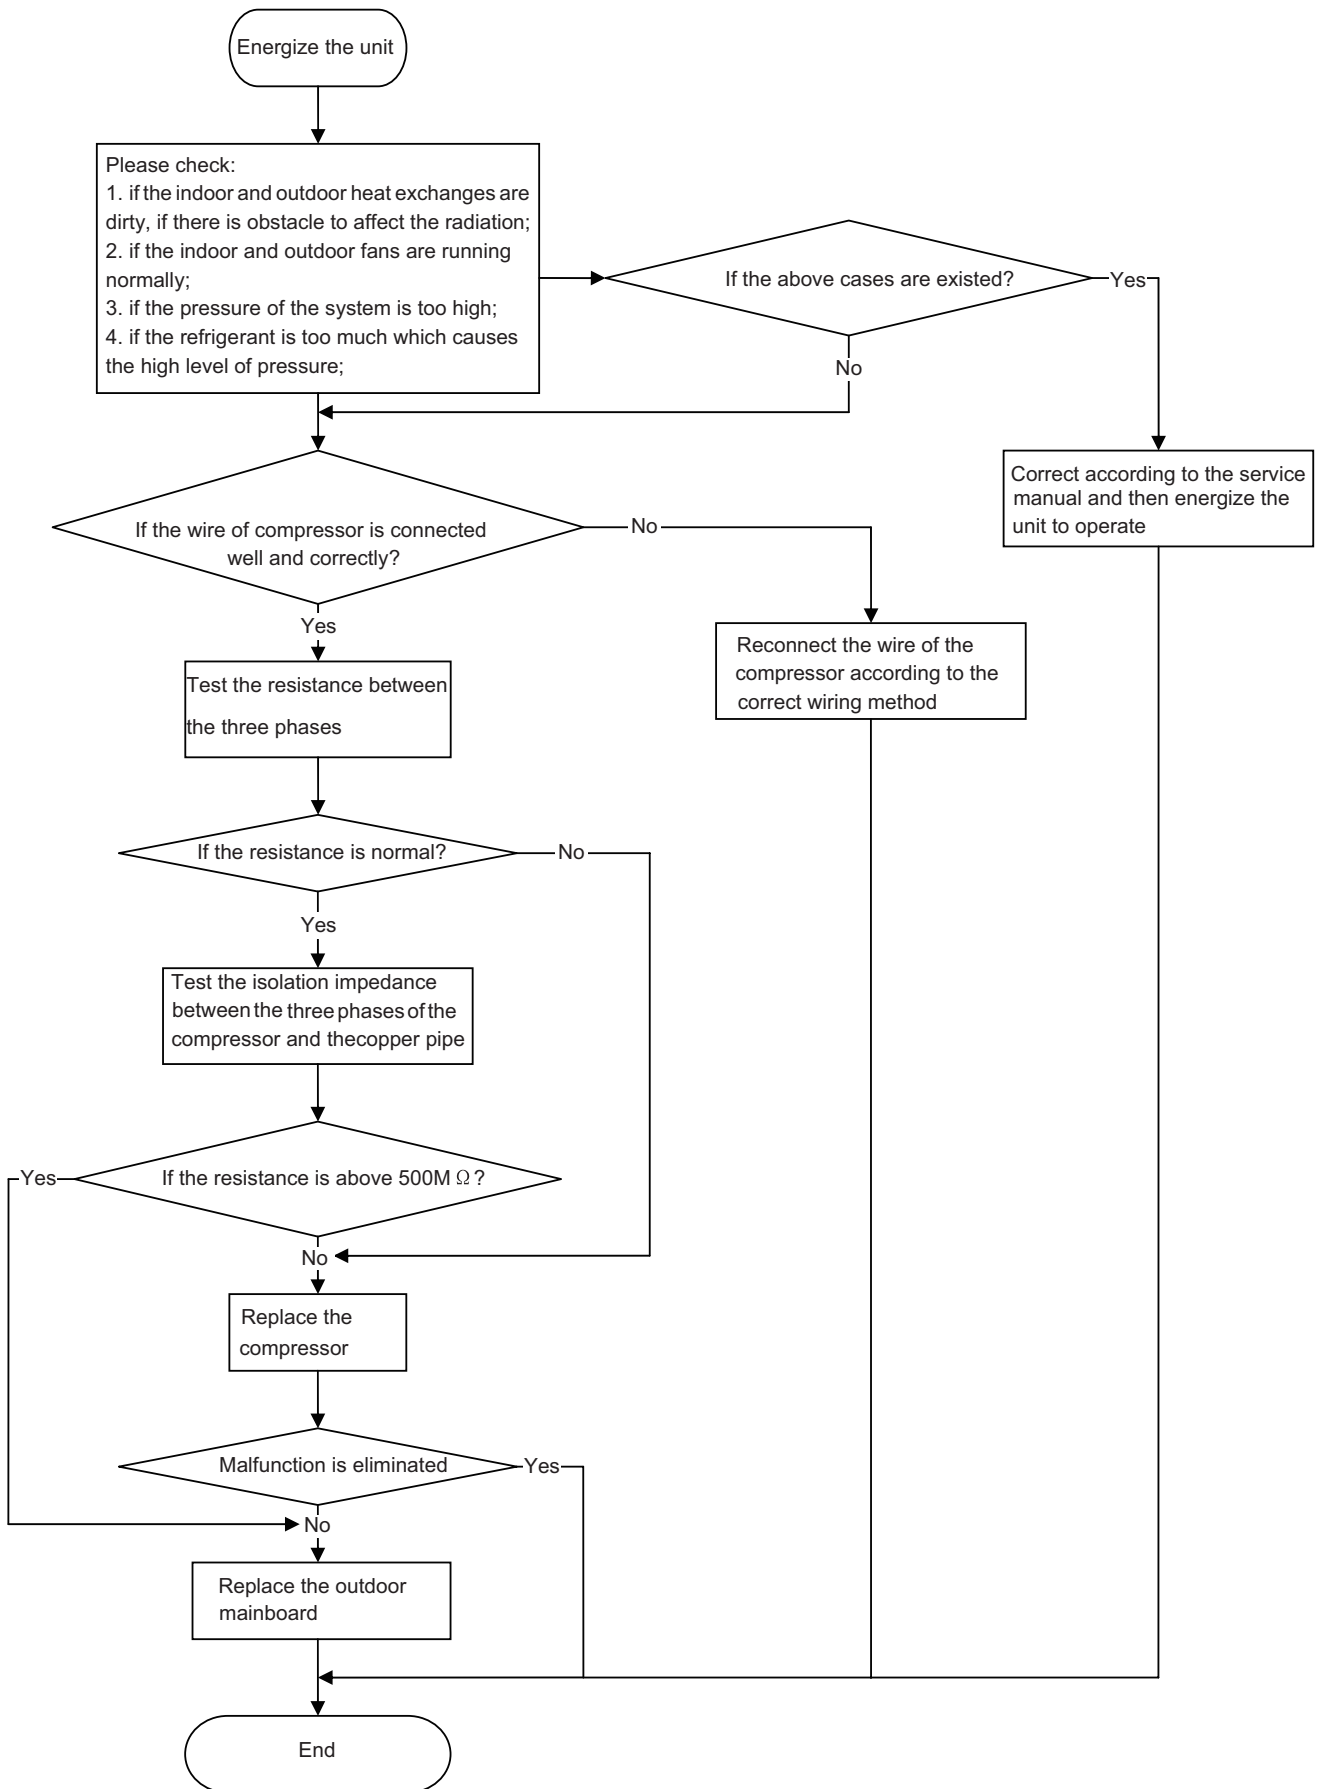 Energize the unit
Please check:
1. if the indoor and outdoor heat exchanges are
dirty, if there is obstacle to affect the radiation;
2. if the indoor and outdoor fans are running
normally;
3. if the pressure of the system is too high;
4. if the refrigerant is too much which causes
the high level of pressure;
If the above cases are existed?
Yes
No
Correct according to the service
manual and then energize the
unit to operate
If the wire of compressor is connected
well and correctly?
No
Yes
Reconnect the wire of the
compressor according to the
correct wiring method
Test the resistance between
the three phases
If the resistance is normal?
No
Yes
Test the isolation impedance
between the three phases of the
compressor and thecopper pipe
If the resistance is above 500M Ω ?
Yes
No
Replace the
compressor
Malfunction is eliminated
Yes
No
Replace the outdoor
mainboard
End